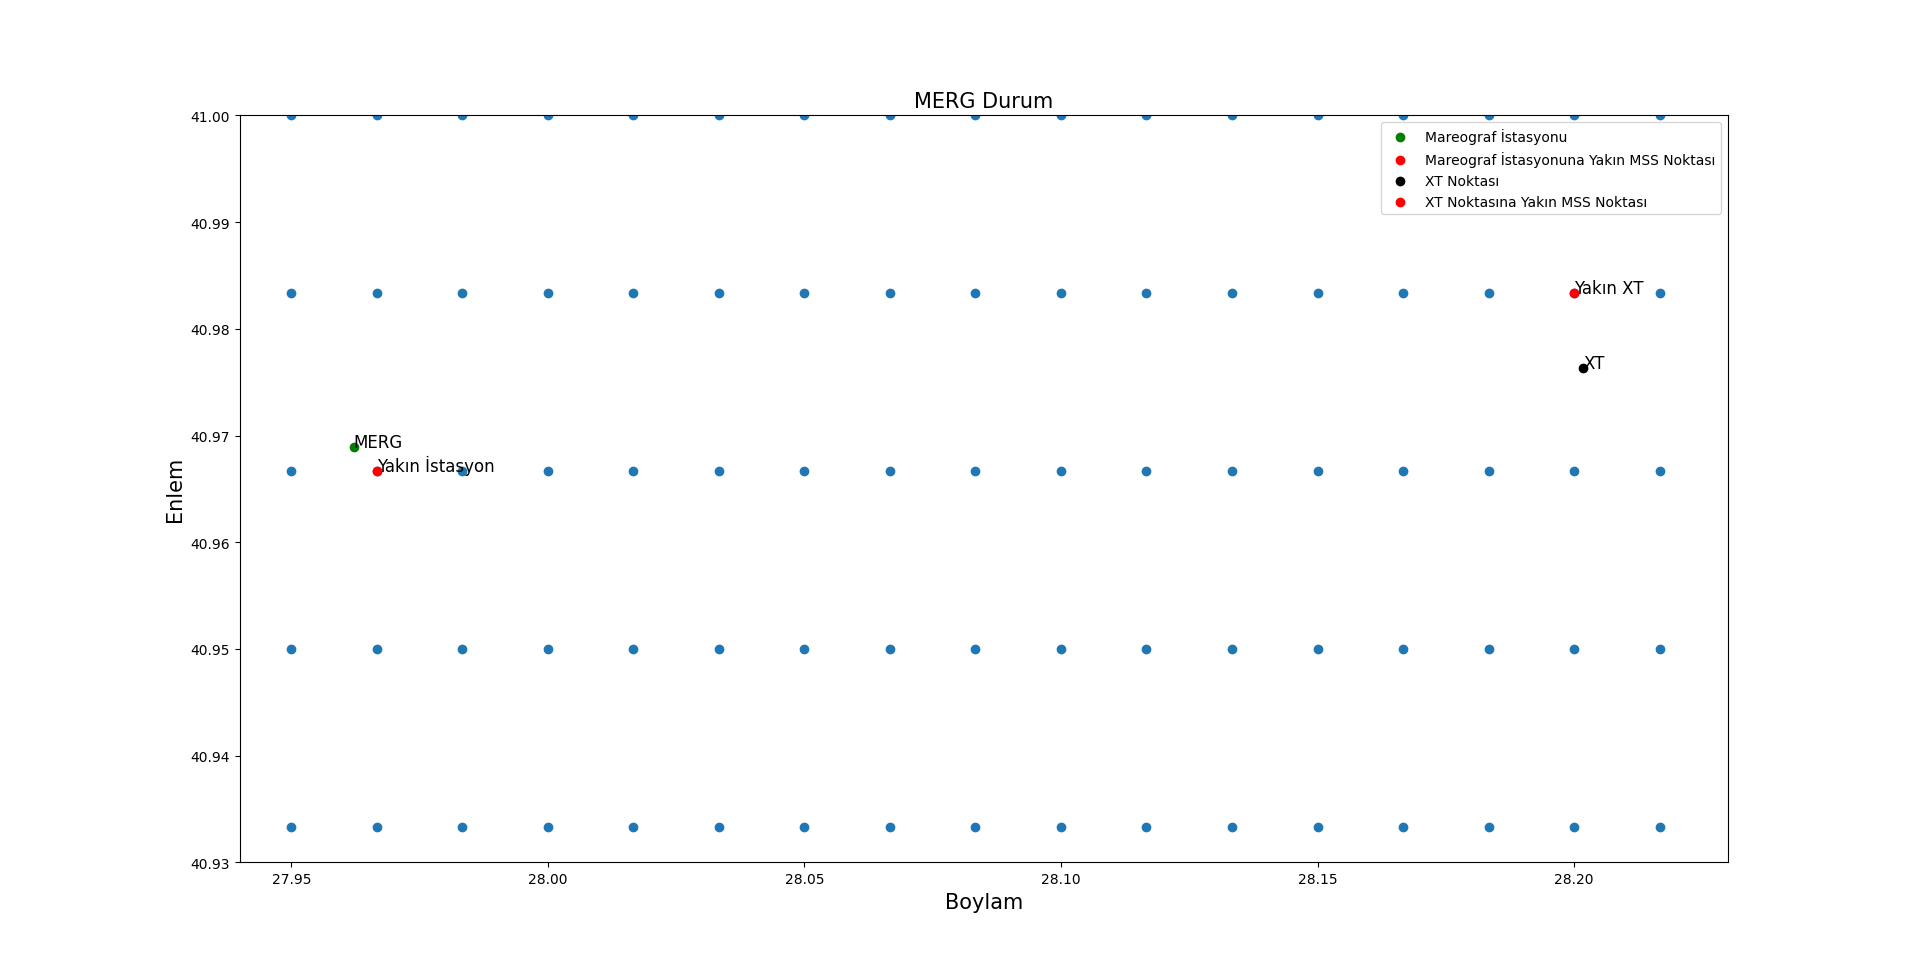 MERG Durum
41.00
40.99
40.98
40.97
40.96
40.95
40.94
40.93
Enlem
Mareograf İstasyonu
Mareograf İstasyonuna Yakın MSS Noktası
XT Noktası
XT Noktasına Yakın MSS Noktası
Yakın XT
XT
MERG
Yakın İstasyon
27.95
28.00
28.05
28.10
28.15
28.20
Boylam